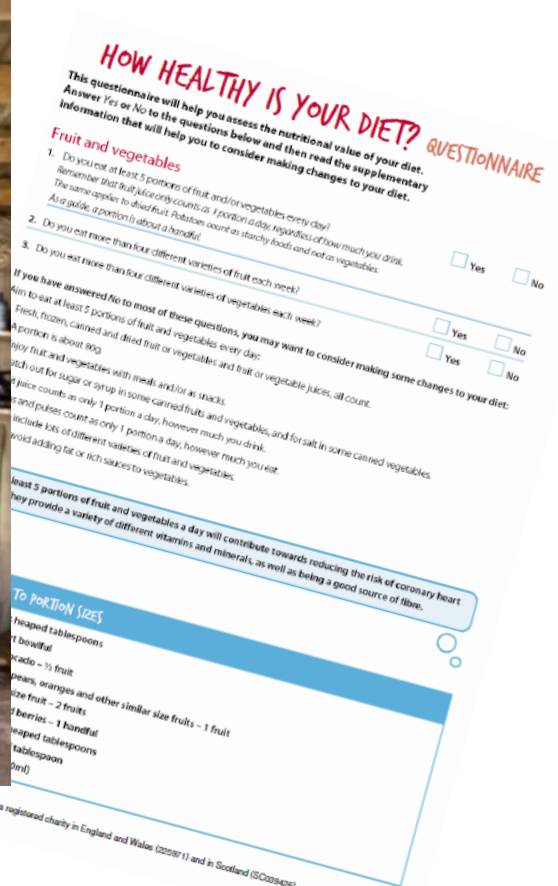 HOW HEALTHY IS YOUR DIET? QUESTIONNAIRE
This questionnaire will help you assess the nutritional value of your diet.
Answer Yes or No to the questions below and then read the supplementary
information that will help you to consider making changes to your diet.
Fruit and vegetables
1. Do you eat at least 5 portions of fruit and/or vegetables every day?
Remember that fruit juice only counts as 1 portion a day, regardless of how much you drink.
The same applies to dried fruit. Potatoes count as starchy foods and not as vegetables.
As a guide, a portion is about a handful.
Yes No
2. Do you eat more than four different varieties of fruit each week?
Yes No
3. Do you eat more than four different varieties of vegetables each week?
Yes No
If you have answered No to most of these questions, you may want to consider making some changes to your diet:
Aim to eat at least 5 portions of fruit and vegetables every day:
Fresh, frozen, canned and dried fruit or vegetables and fruit or vegetable juices, all count.
A portion is about 80g.
njoy fruit and vegetables with meals and/or as snacks.
atch out for sugar or syrup in some canned fruits and vegetables, and for salt in some canned vegetables.
t juice counts as only 1 portion a day, however much you drink.
s and pulses count as only 1 portion a day, however much you eat.
include lots of different varieties of fruit and vegetables.
void adding fat or rich sauces to vegetables.
least 5 portions of fruit and vegetables a day will contribute towards reducing the risk of coronary heart
hey provide a variety of different vitamins and minerals, as well as being a good source of fibre.
TO PORTION SIZES
heaped tablespoons
rt bowlful
ocado – ½ fruit
pears, oranges and other similar size fruits – 1 fruit
size fruit – 2 fruits
d berries – 1 handful
heaped tablespoons
tablespoon
0ml)
a registered charity in England and Wales (225971) and in Scotland (SC039426)